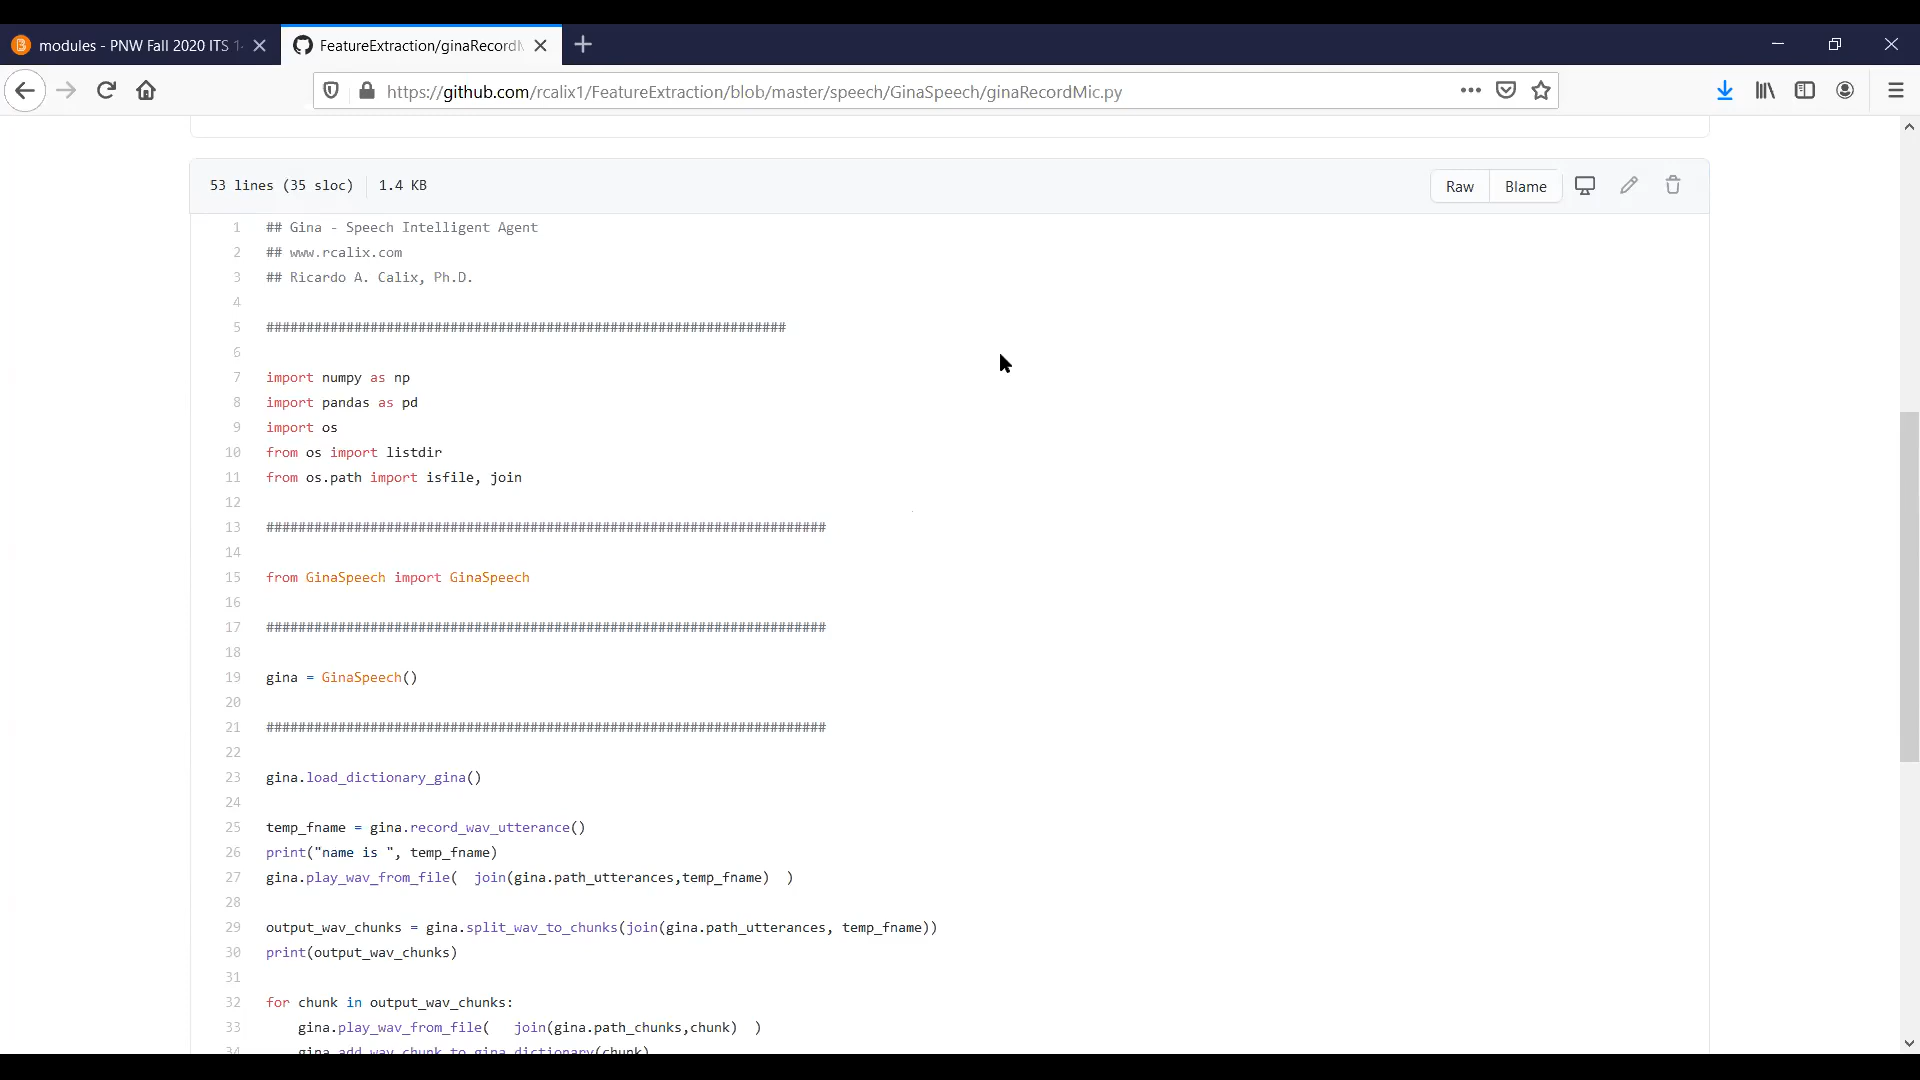 modules - PNW Fall 2020 ITS 1
FeatureExtraction/ginaRecordM
https://github.com/rcalix1/FeatureExtraction/blob/master/speech/GinaSpeech/ginaRecordMic.py
53 lines (35 sloc) 1.4 KB
Raw Blame
1 ## Gina - Speech Intelligent Agent
2 ## www.rcalix.com
3 ## Ricardo A. Calix, Ph.D.
4
5 #################################################################
6
7 import numpy as np
8 import pandas as pd
9 import os
10 from os import listdir
11 from os.path import isfile, join
12
13 ######################################################################
14
15 from GinaSpeech import GinaSpeech
16
17 ######################################################################
18
19 gina = GinaSpeech()
20
21 ######################################################################
22
23 gina.load_dictionary_gina()
24
25 temp_fname = gina.record_wav_utterance()
26 print("name is ", temp_fname)
27 gina.play_wav_from_file(  join(gina.path_utterances,temp_fname)  )
28
29 output_wav_chunks = gina.split_wav_to_chunks(join(gina.path_utterances, temp_fname))
30 print(output_wav_chunks)
31
32 for chunk in output_wav_chunks:
33     gina.play_wav_from_file(   join(gina.path_chunks,chunk)  )
34     gina.add_wav_chunk_to_gina_dictionary(chunk)